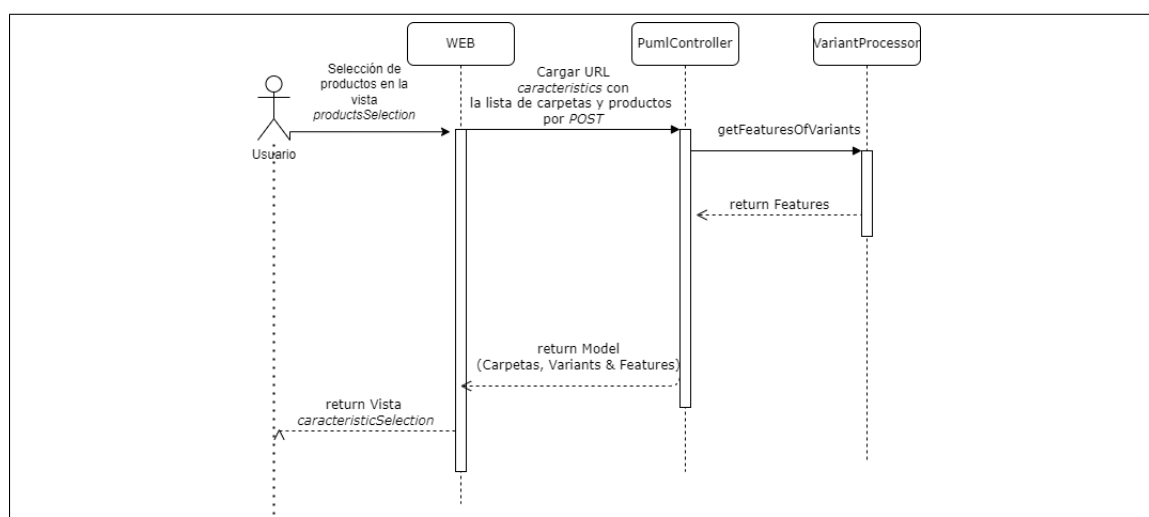 WEB
PumlController
VariantProcessor
Selección de
productos en la
vista
productsSelection
Usuario
Cargar URL
caracteristics con
la lista de carpetas y productos
por POST
getFeaturesOfVariants
return Features
return Model
(Carpetas, Variants & Features)
return Vista
caracteristicSelection